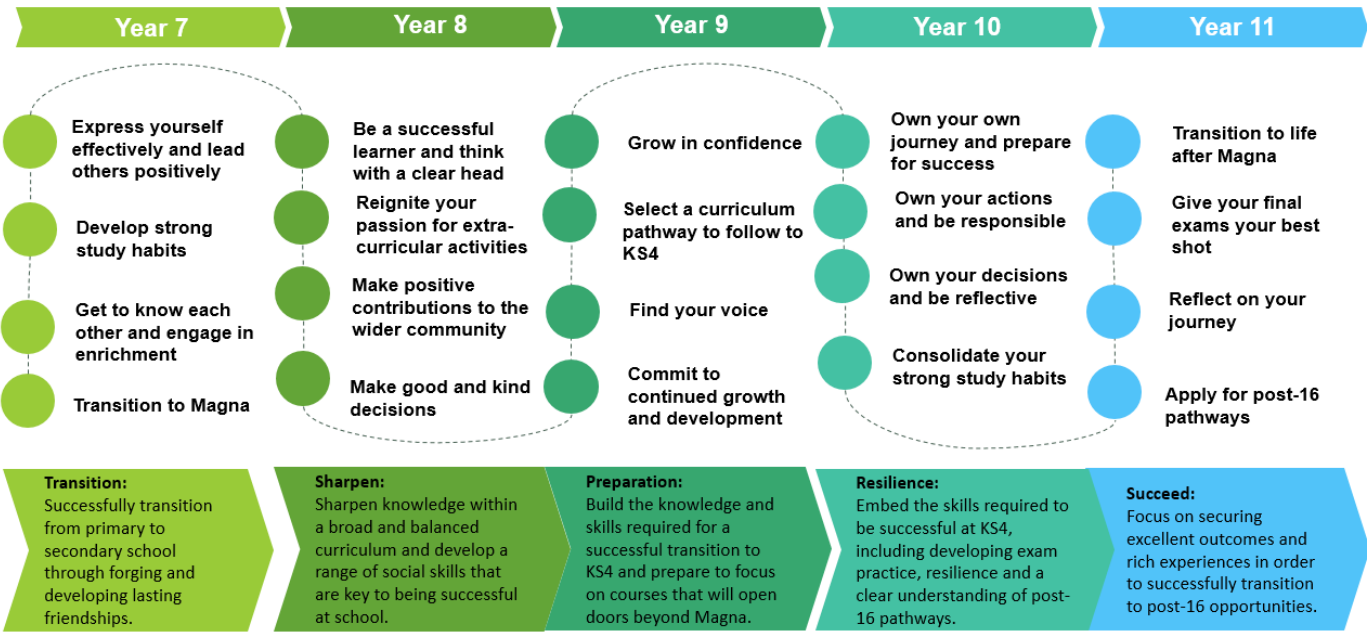 Year 7
Year 8
Year 9
Year 10
Year 11
Express yourself
effectively and lead
others positively
Develop strong
study habits
Get to know each
other and engage in
enrichment
Transition to Magna
Be a successful
learner and think
with a clear head
Reignite your
passion for extra-
curricular activities
Make positive
contributions to the
wider community
Make good and kind
decisions
Grow in confidence
Select a curriculum
pathway to follow to
KS4
Find your voice
Commit to
continued growth
and development
Own your own
journey and prepare
for success
Own your actions
and be responsible
Own your decisions
and be reflective
Consolidate your
strong study habits
Transition to life
after Magna
Give your final
exams your best
shot
Reflect on your
journey
Apply for post-16
pathways
Transition:
Successfully transition
from primary to
secondary school
through forging and
developing lasting
friendships.
Sharpen:
Sharpen knowledge within
a broad and balanced
curriculum and develop a
range of social skills that
are key to being successful
at school.
Preparation:
Build the knowledge and
skills required for a
successful transition to
KS4 and prepare to focus
on courses that will open
doors beyond Magna.
Resilience:
Embed the skills required to
be successful at KS4,
including developing exam
practice, resilience and a
clear understanding of post-
16 pathways.
Succeed:
Focus on securing
excellent outcomes and
rich experiences in order
to successfully transition
to post-16 opportunities.